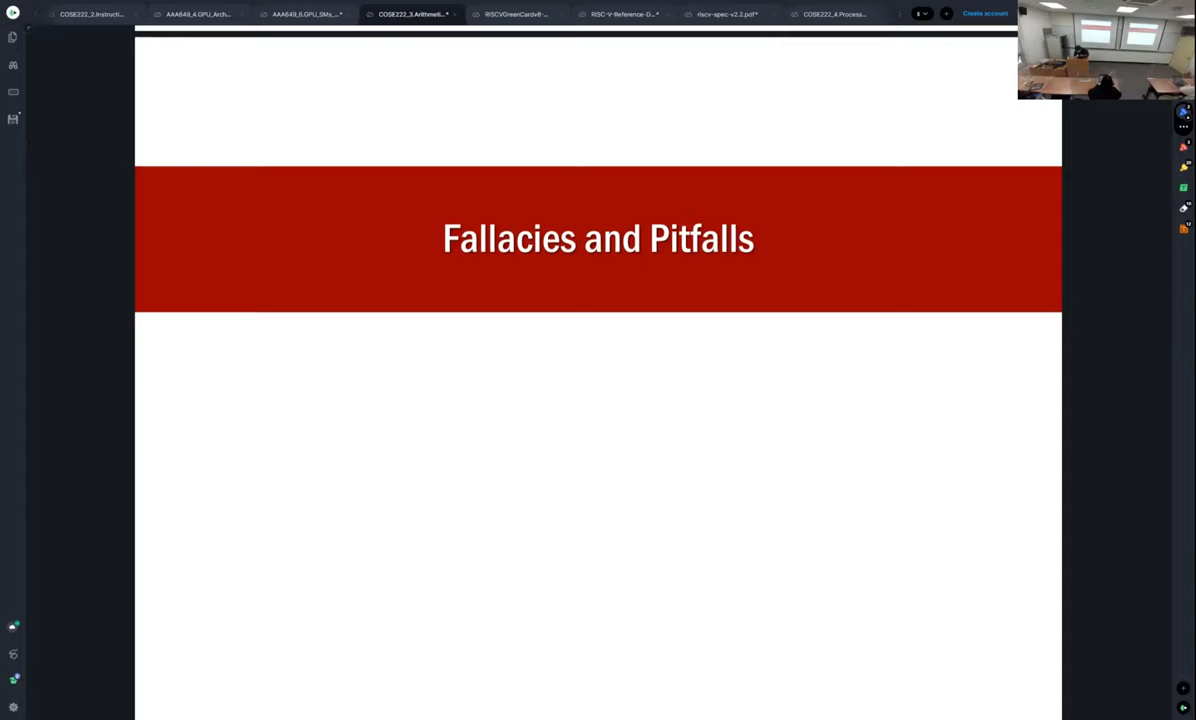 COSE222_2.Instructi...
AAA649_4.GPU_Arch...
AAA649_6.GPU_SMs_...*
COSE222_3.Arithmeti...*
RISCVGreenCardv8-...
RISC-V-Reference-D...*
riscv-spec-v2.2.pdf*
COSE222_4.Process...
8
Create account
Fallacies and Pitfalls